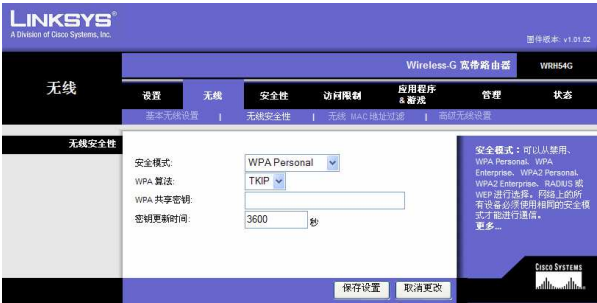 LINKSYS®
A Division of Cisco Systems, Inc.
固件版本: v1.01.02
Wireless-G 宽带路由器 WRH54G
无线
设置 无线 安全性 访问限制 应用程序 & 游戏 管理 状态
基本无线设置 | 无线安全性 | 无线 MAC 地址过滤 | 高级无线设置
无线安全性
安全模式: WPA Personal
WPA 算法: TKIP
WPA 共享密钥:
密钥更新时间: 3600 秒
安全模式：可以从禁用、
WPA Personal、WPA
Enterprise、WPA2 Personal、
WPA2 Enterprise、RADIUS 或
WEP 进行选择。网络上的所
有设备必须使用相同的安全模
式才能进行通信。
更多...
保存设置 取消更改
CISCO SYSTEMS